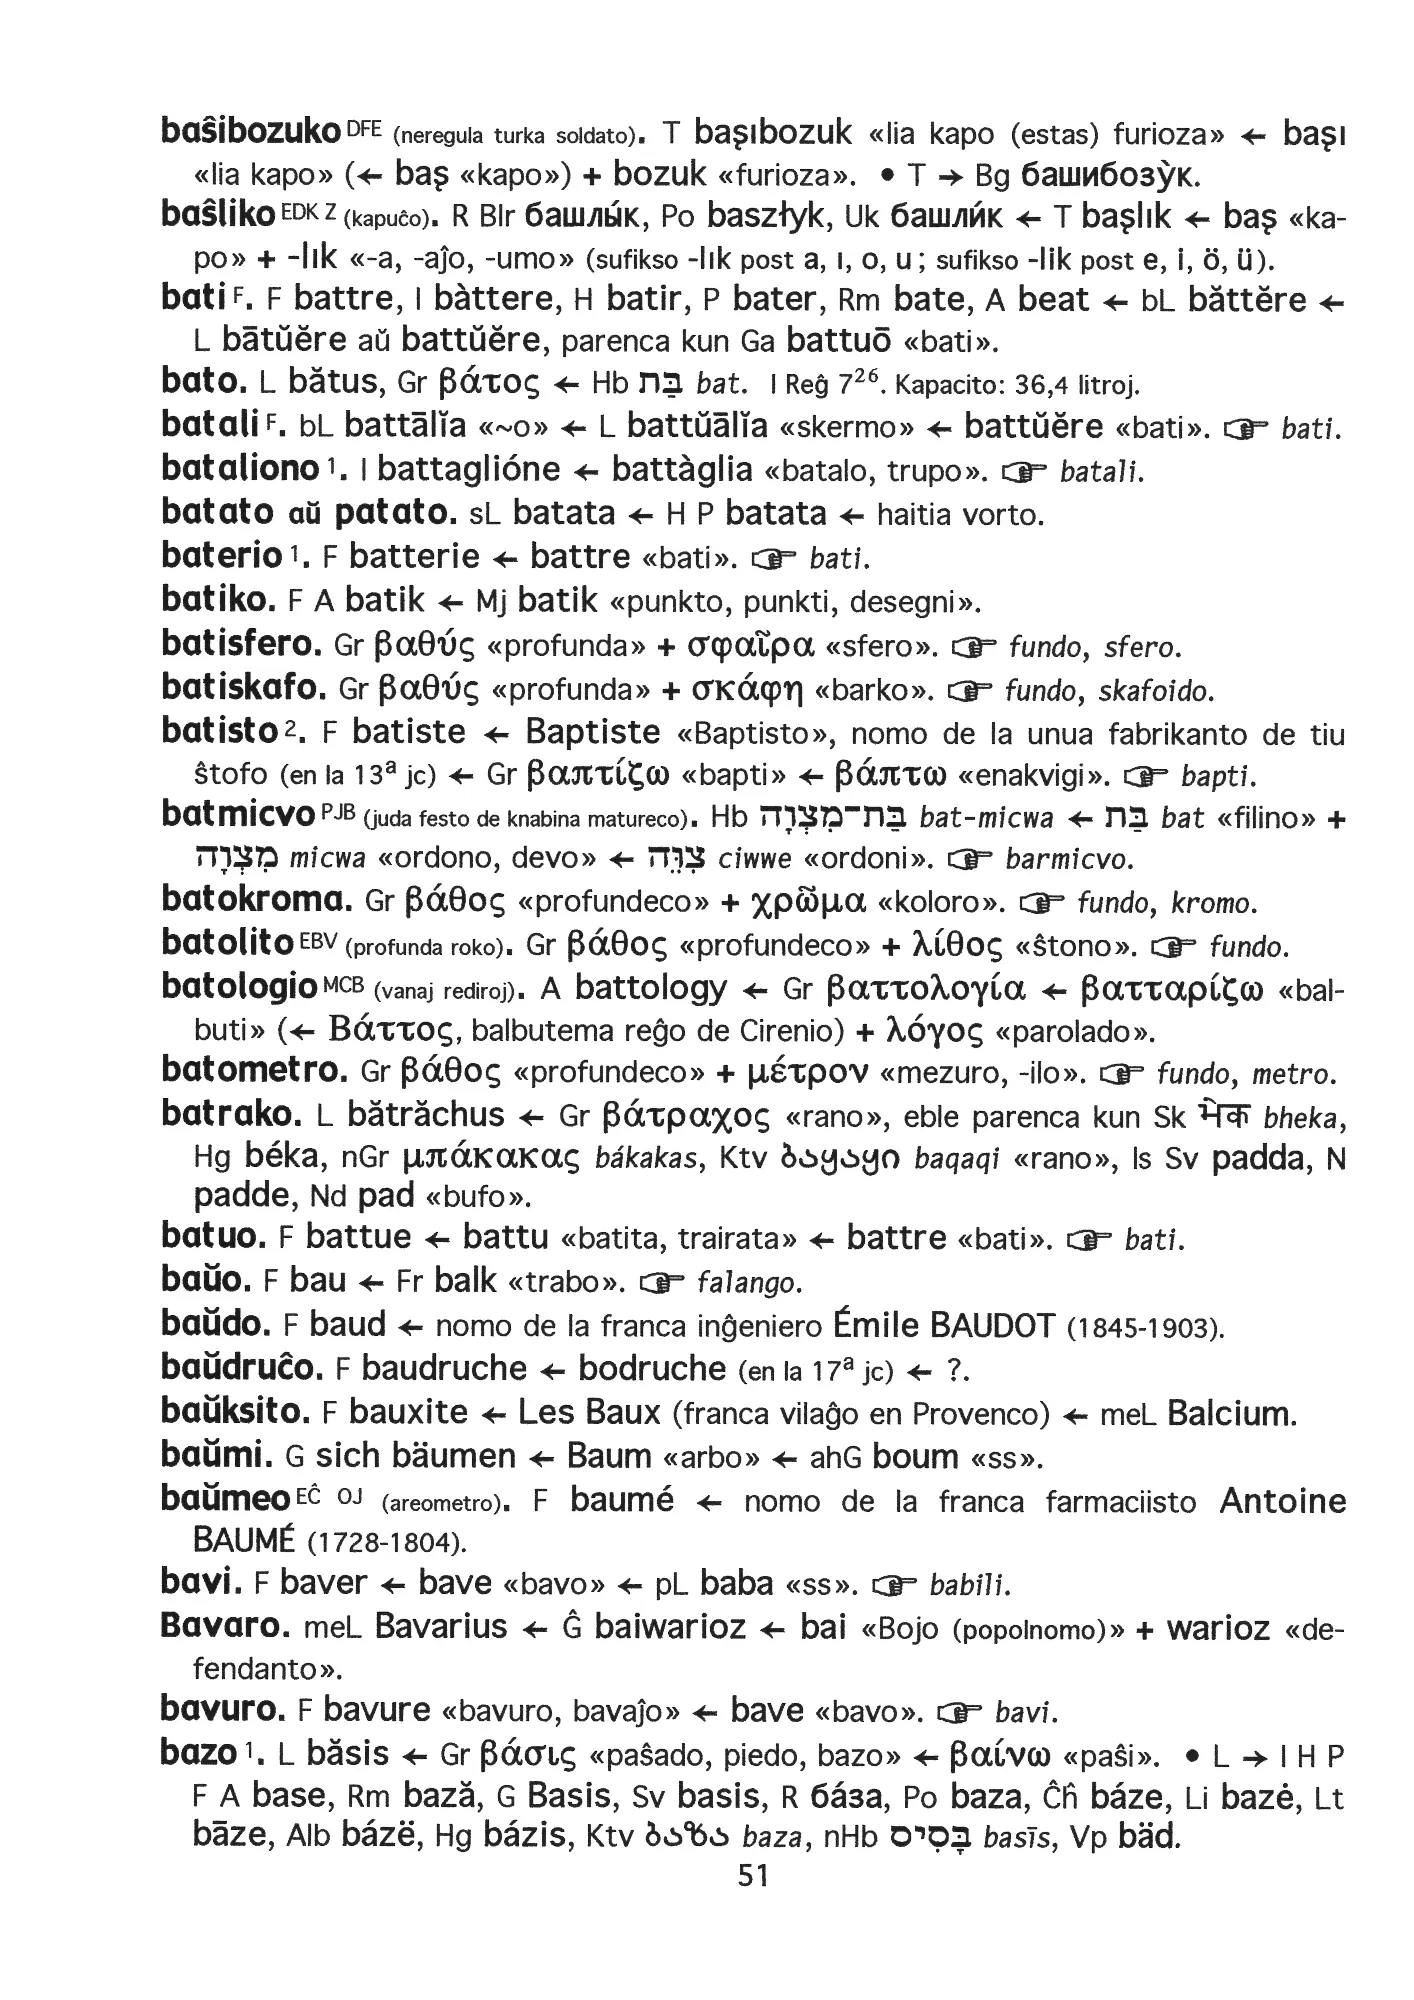 baŝibozuko DFE (neregula turka soldato). T başıbozuk «lia kapo (estas) furioza» ← başı
«lia kapo» (← baş «kapo») + bozuk «furioza». • T → Bg башибозу̀к.
baŝliko EDK Z (kapuĉo). R Blr башлы́к, Po baszłyk, Uk башли́к ← T başlık ← baş «ka-
po» + -lık «-a, -aĵo, -umo» (sufikso -lık post a, ı, o, u; sufikso -lik post e, i, ö, ü).
bati F. F battre, I bàttere, H batir, P bater, Rm bate, A beat ← bL băttĕre ←
L bātŭĕre aŭ battŭĕre, parenca kun Ga battuō «bati».
bato. L bătus, Gr βάτος ← Hb בַּת bat. I Reĝ 7²⁶. Kapacito: 36,4 litroj.
batali F. bL battālĭa «~o» ← L battŭālĭa «skermo» ← battŭĕre «bati». ☞ bati.
bataliono 1. I battaglióne ← battàglia «batalo, trupo». ☞ batali.
batato aŭ patato. sL batata ← H P batata ← haitia vorto.
baterio 1. F batterie ← battre «bati». ☞ bati.
batiko. F A batik ← Mj batik «punkto, punkti, desegni».
batisfero. Gr βαθύς «profunda» + σφαῖρα «sfero». ☞ fundo, sfero.
batiskafo. Gr βαθύς «profunda» + σκάφη «barko». ☞ fundo, skafoido.
batisto 2. F batiste ← Baptiste «Baptisto», nomo de la unua fabrikanto de tiu
ŝtofo (en la 13ª jc) ← Gr βαπτίζω «bapti» ← βάπτω «enakvigi». ☞ bapti.
batmicvo PJB (juda festo de knabina matureco). Hb בַּת־מִצְוָה bat-micwa ← בַּת bat «filino» +
מִצְוָה micwa «ordono, devo» ← צִוֵּה ciwwe «ordoni». ☞ barmicvo.
batokroma. Gr βάθος «profundeco» + χρῶμα «koloro». ☞ fundo, kromo.
batolito EBV (profunda roko). Gr βάθος «profundeco» + λίθος «ŝtono». ☞ fundo.
batologio MCB (vanaj rediroj). A battology ← Gr βαττολογία ← βατταρίζω «bal-
buti» (← Βάττος, balbutema reĝo de Cirenio) + λόγος «parolado».
batometro. Gr βάθος «profundeco» + μέτρον «mezuro, -ilo». ☞ fundo, metro.
batrako. L bătrăchus ← Gr βάτραχος «rano», eble parenca kun Sk भेक bheka,
Hg béka, nGr μπάκακας bákakas, Ktv ბაყაყი baqaqi «rano», Is Sv padda, N
padde, Nd pad «bufo».
batuo. F battue ← battu «batita, trairata» ← battre «bati». ☞ bati.
baŭo. F bau ← Fr balk «trabo». ☞ falango.
baŭdo. F baud ← nomo de la franca inĝeniero Émile BAUDOT (1845-1903).
baŭdruĉo. F baudruche ← bodruche (en la 17ª jc) ← ?.
baŭksito. F bauxite ← Les Baux (franca vilaĝo en Provenco) ← meL Balcium.
baŭmi. G sich bäumen ← Baum «arbo» ← ahG boum «ss».
baŭmeo EĈ OJ (areometro). F baumé ← nomo de la franca farmaciisto Antoine
BAUMÉ (1728-1804).
bavi. F baver ← bave «bavo» ← pL baba «ss». ☞ babili.
Bavaro. meL Bavarius ← Ĝ baiwarioz ← bai «Bojo (popolnomo)» + warioz «de-
fendanto».
bavuro. F bavure «bavuro, bavaĵo» ← bave «bavo». ☞ bavi.
bazo 1. L băsis ← Gr βάσις «paŝado, piedo, bazo» ← βαίνω «paŝi». • L → I H P
F A base, Rm bază, G Basis, Sv basis, R ба́за, Po baza, Ĉĥ báze, Li bazė, Lt
bāze, Alb bázë, Hg bázis, Ktv ბაზა baza, nHb בָּסִיס basīs, Vp bäd.
51